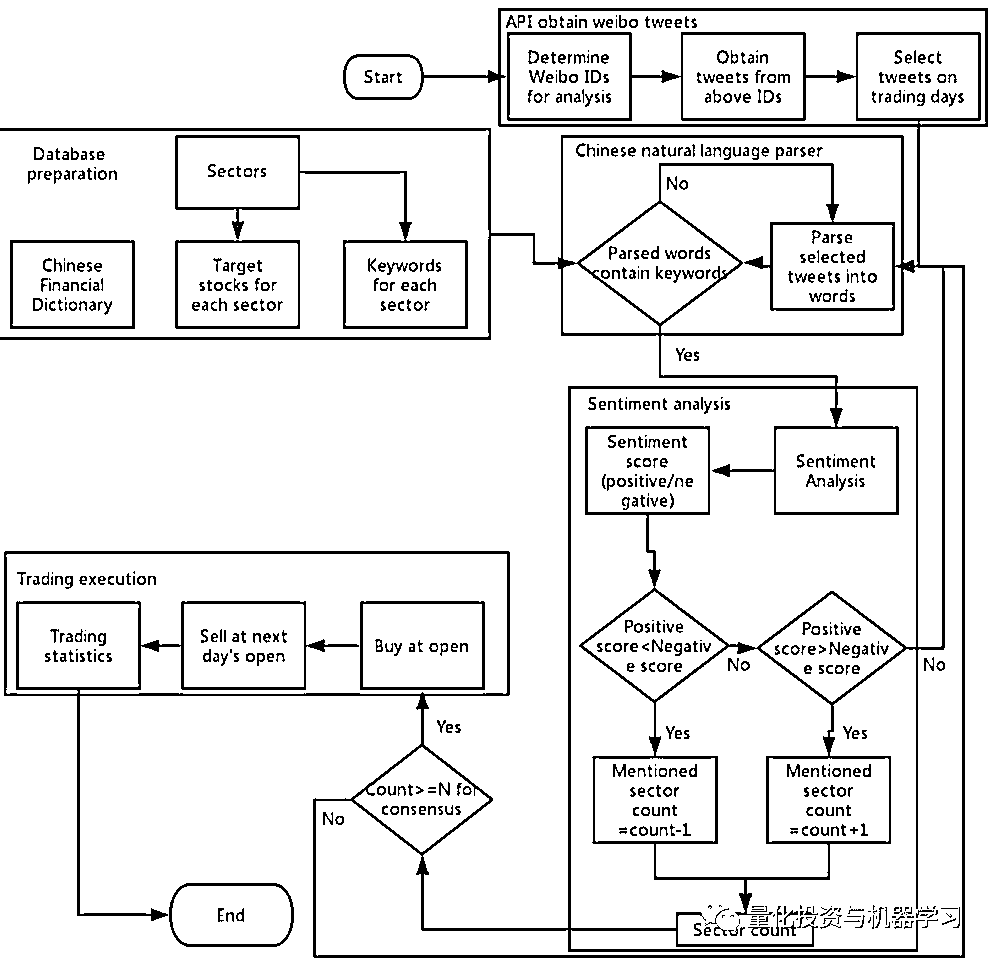 API obtain weibo tweets
Start
Determine
Weibo IDs
for analysis
Obtain
tweets from
above IDs
Select
tweets on
trading days
Database
preparation
Sectors
Chinese
Financial
Dictionary
Target
stocks for
each sector
Keywords
for each
sector
Chinese natural language parser
No
Parsed words
contain keywords
Parse
selected
tweets into
words
Yes
Sentiment analysis
Sentiment
score
(positive/ne
gative)
Sentiment
Analysis
Positive
score<Negativ
e score
No
Positive
score>Negativ
e score
No
Yes
Yes
Mentioned
sector
count
=count-1
Mentioned
sector
count
=count+1
Sector count
Trading execution
Trading
statistics
Sell at next
day's open
Buy at open
Yes
Count>=N for
consensus
No
End
量化投资与机器学习